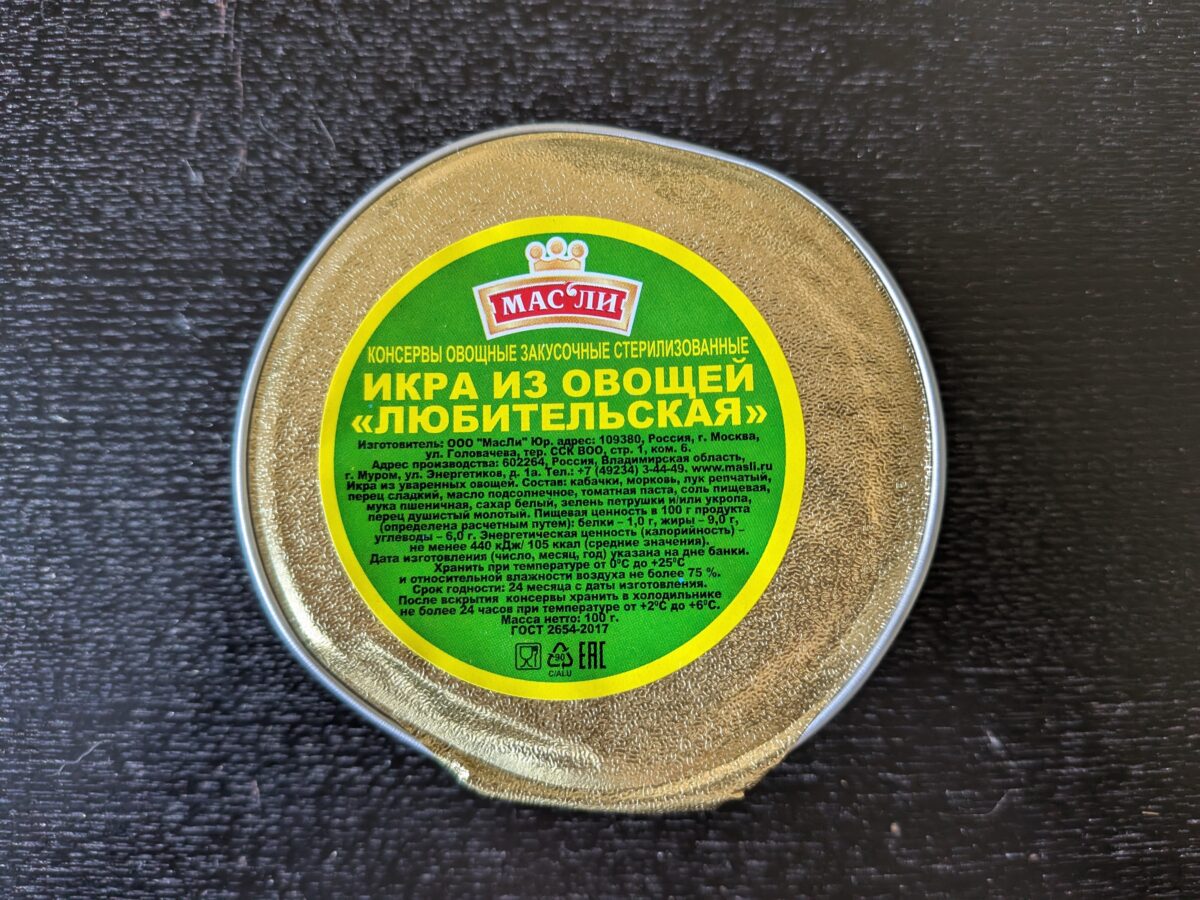 МАС'ЛИ
КОНСЕРВЫ ОВОЩНЫЕ ЗАКУСОЧНЫЕ СТЕРИЛИЗОВАННЫЕ
ИКРА ИЗ ОВОЩЕЙ
«ЛЮБИТЕЛЬСКАЯ»
Изготовитель: ООО "МасЛи" Юр. адрес: 109380, Россия, г. Москва,
ул. Головачева, тер. ССК ВОО, стр. 1, ком. 6.
Адрес производства: 602264, Россия, Владимирская область,
г. Муром, ул. Энергетиков, д. 1а. Тел.: +7 (49234) 3-44-49. www.masli.ru
Икра из уваренных овощей. Состав: кабачки, морковь, лук репчатый,
перец сладкий, масло подсолнечное, томатная паста, соль пищевая,
мука пшеничная, сахар белый, зелень петрушки и/или укропа,
перец душистый молотый. Пищевая ценность в 100 г продукта
(определена расчетным путем): белки – 1,0 г, жиры – 9,0 г,
углеводы – 6,0 г. Энергетическая ценность (калорийность) –
не менее 440 кДж/ 105 ккал (средние значения).
Дата изготовления (число, месяц, год) указана на дне банки.
Хранить при температуре от 0°С до +25°С
и относительной влажности воздуха не более 75 %.
Срок годности: 24 месяца с даты изготовления.
После вскрытия консервы хранить в холодильнике
не более 24 часов при температуре от +2°С до +6°С.
Масса нетто: 100 г.
ГОСТ 2654-2017
90 EAC
C/ALU